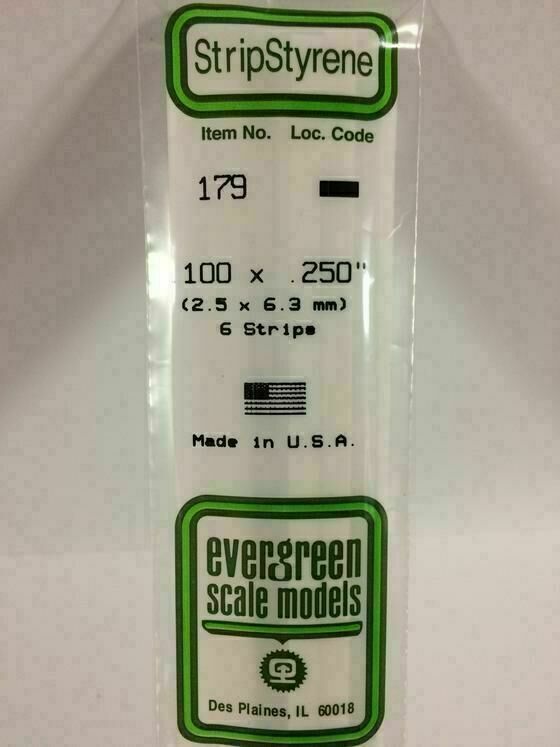 StripStyrene
Item No. Loc. Code
179
.100 x .250"
(2.5 x 6.3 mm)
6 Strips
Made in U.S.A.
evergreen
scale models
Des Plaines, IL 60018